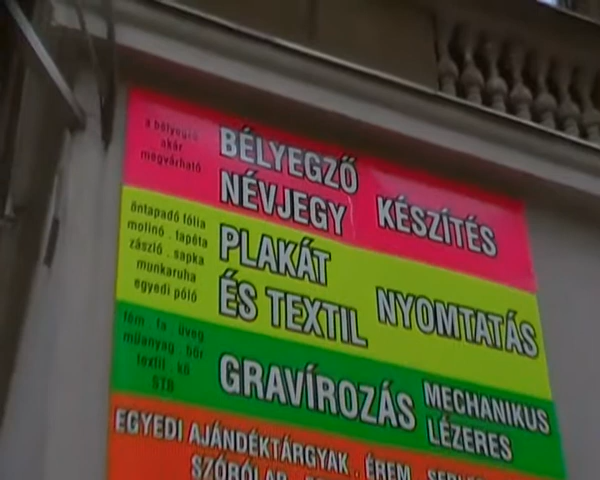 a bélyegző
akár
megvárható
BÉLYEGZŐ
NÉVJEGY
KÉSZÍTÉS
öntapadó fólia
molinó . tapéta
zászló . sapka
munkaruha
egyedi póló
PLAKÁT
ÉS TEXTIL
NYOMTATÁS
fém . fa . üveg
műanyag . bőr
textil . kő
STB
GRAVÍROZÁS
MECHANIKUS
LÉZERES
EGYEDI AJÁNDÉKTÁRGYAK . ÉREM .